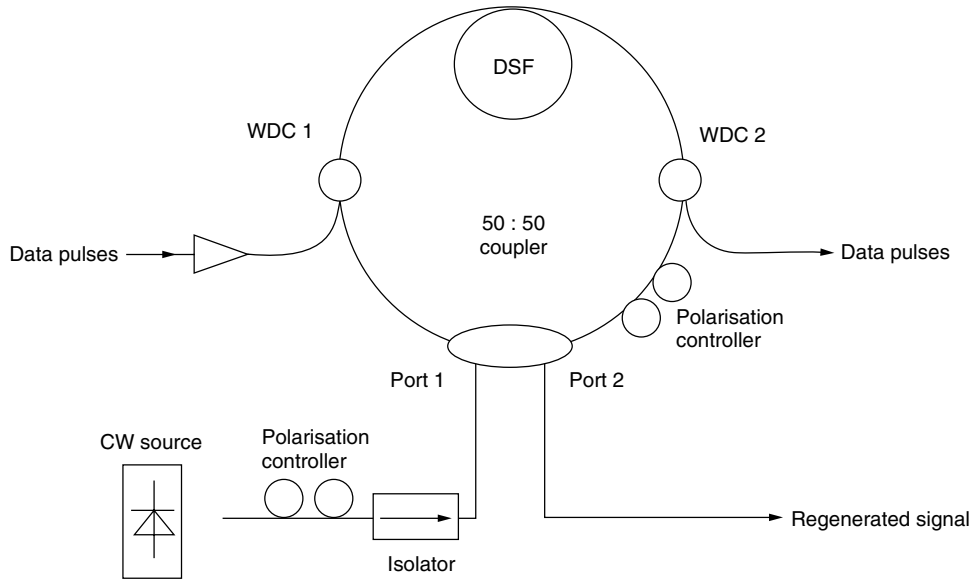 DSF
WDC 1
WDC 2
50 : 50
coupler
Data pulses
Data pulses
Polarisation
controller
Port 1
Port 2
CW source
Polarisation
controller
Isolator
Regenerated signal